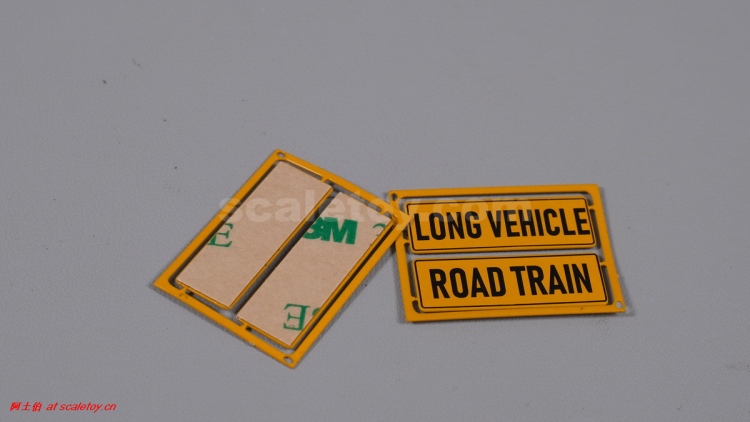 scaletoy.com
3M
LONG VEHICLE
ROAD TRAIN
阿土伯 at scaletoy.cn